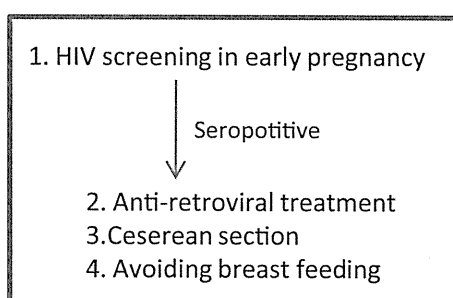 1. HIV screening in early pregnancy
Seropotitive
2. Anti-retroviral treatment
3.Ceserean section
4. Avoiding breast feeding